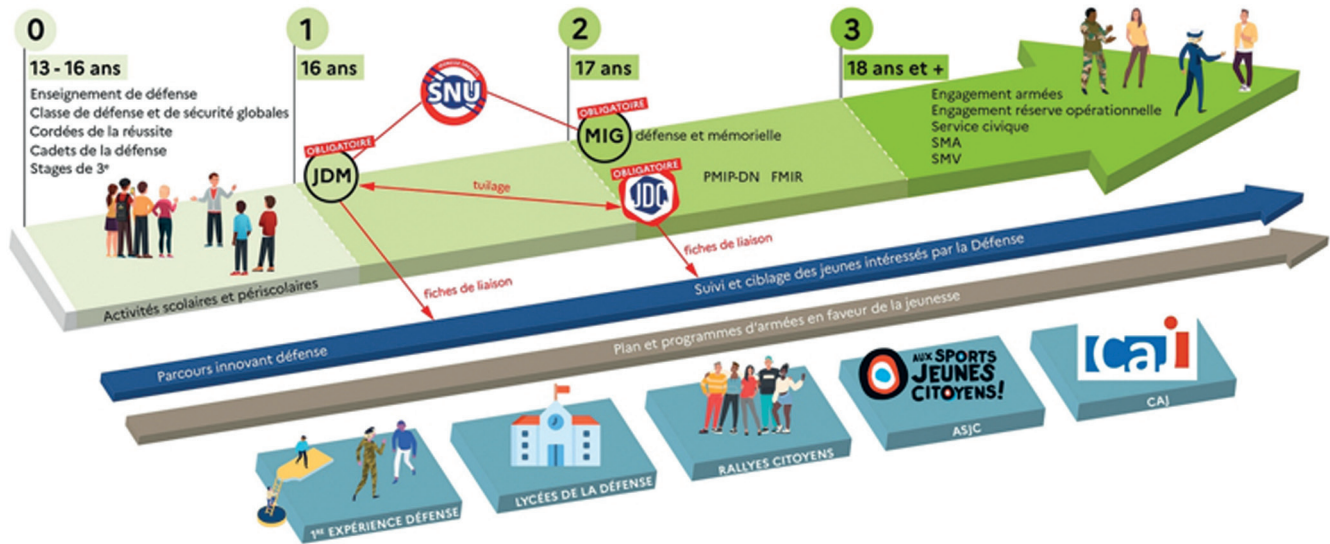 0
13 - 16 ans
Enseignement de défense
Classe de défense et de sécurité globales
Cordées de la réussite
Cadets de la défense
Stages de 3ᵉ
1
16 ans
SNU
OBLIGATOIRE
JDM
2
17 ans
OBLIGATOIRE
MIG
défense et mémorielle
OBLIGATOIRE
JDC
PMIP-DN FMIR
tuilage
3
18 ans et +
Engagement armées
Engagement réserve opérationnelle
Service civique
SMA
SMV
fiches de liaison
fiches de liaison
Activités scolaires et périscolaires
Parcours innovant défense
Suivi et ciblage des jeunes intéressés par la Défense
Plan et programmes d'armées en faveur de la jeunesse
1ʳᵉ EXPÉRIENCE DÉFENSE
LYCÉES DE LA DÉFENSE
RALLYES CITOYENS
AUX SPORTS
JEUNES
CITOYENS!
ASJC
caj
CAJ